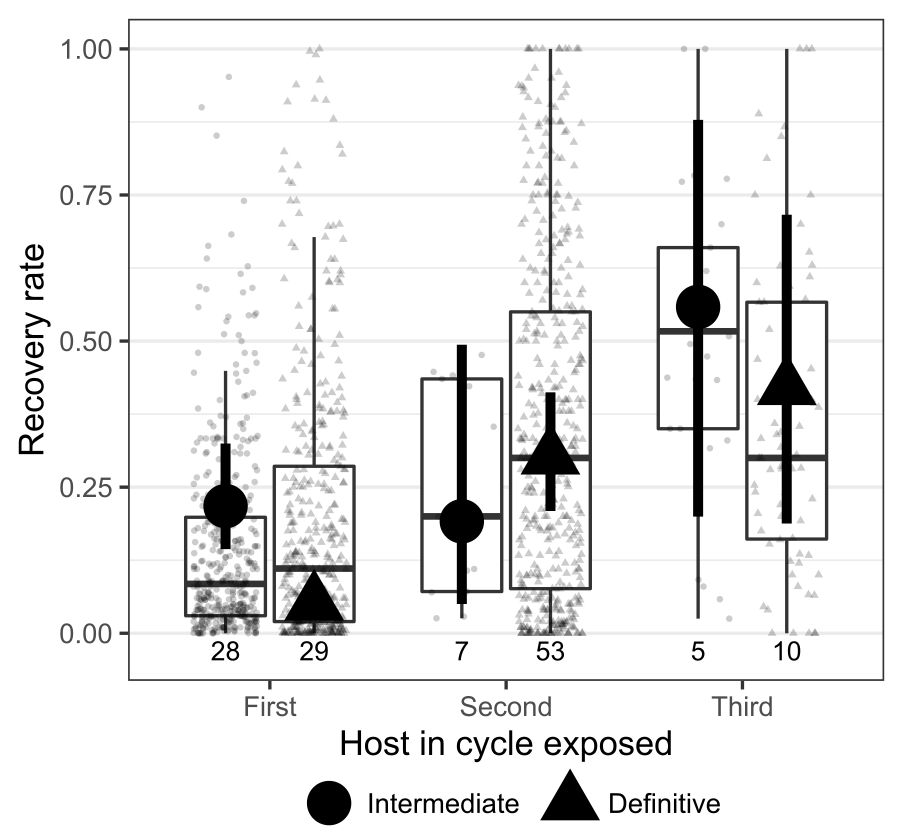 Recovery rate
1.00
0.75
0.50
0.25
0.00
28 29 7 53 5 10
First Second Third
Host in cycle exposed
Intermediate Definitive